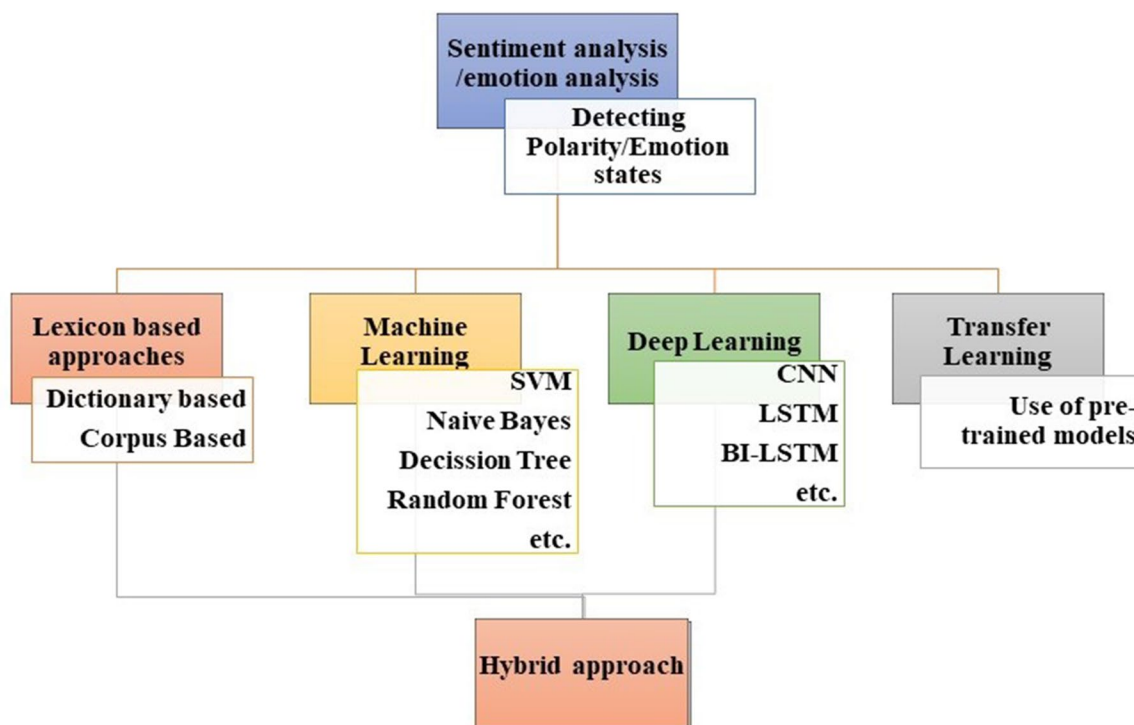 Sentiment analysis
/emotion analysis
Detecting
Polarity/Emotion
states
Lexicon based
approaches
Dictionary based
Corpus Based
Machine
Learning
SVM
Naive Bayes
Decission Tree
Random Forest
etc.
Deep Learning
CNN
LSTM
BI-LSTM
etc.
Transfer
Learning
Use of pre-
trained models
Hybrid approach